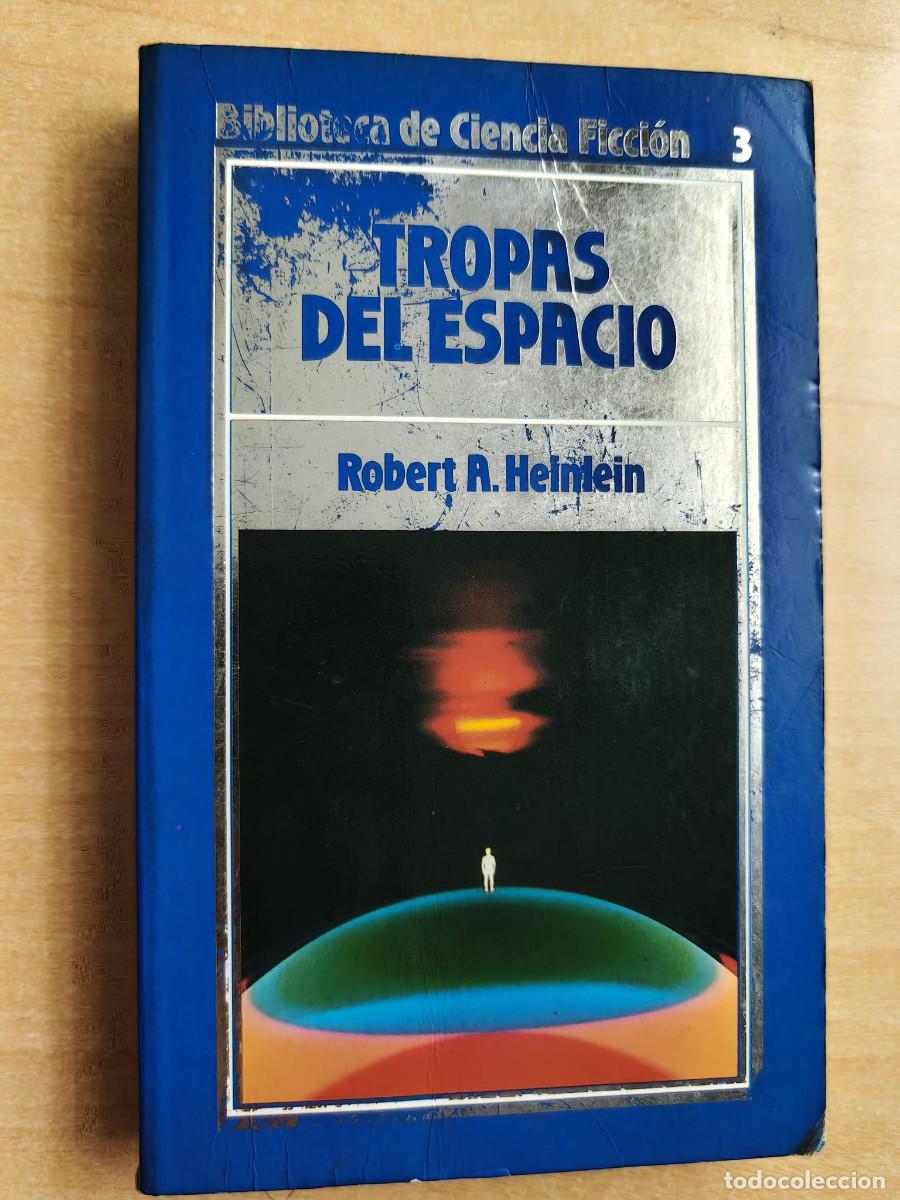 Biblioteca de Ciencia Ficción 3
TROPAS
DEL ESPACIO
Robert A. Heinlein
todocoleccion